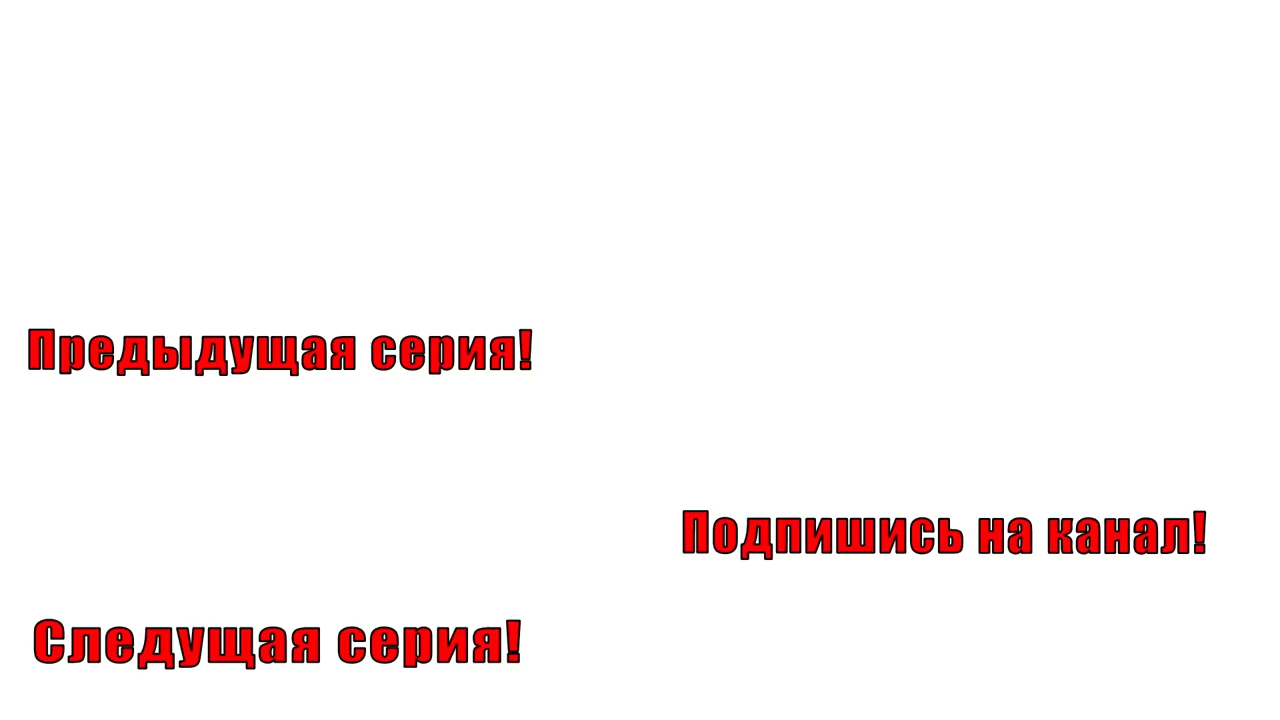 Предыдущая серия!
Подпишись на канал!
Следущая серия!